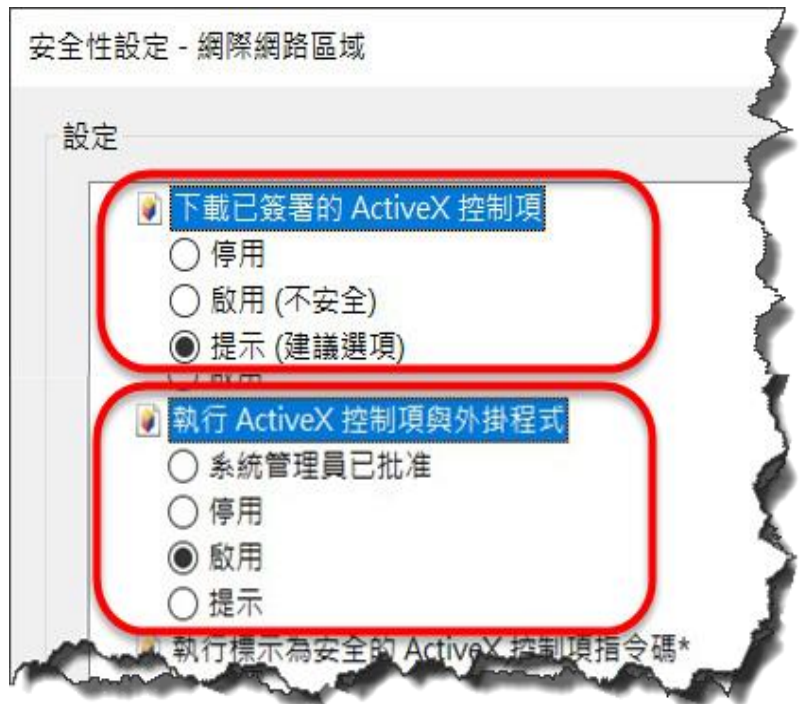 安全性設定 - 網際網路區域
設定
下載已簽署的 ActiveX 控制項
停用
啟用 (不安全)
提示 (建議選項)
啟用
執行 ActiveX 控制項與外掛程式
系統管理員已批准
停用
啟用
提示
執行標示為安全的 ActiveX 控制項指令碼*